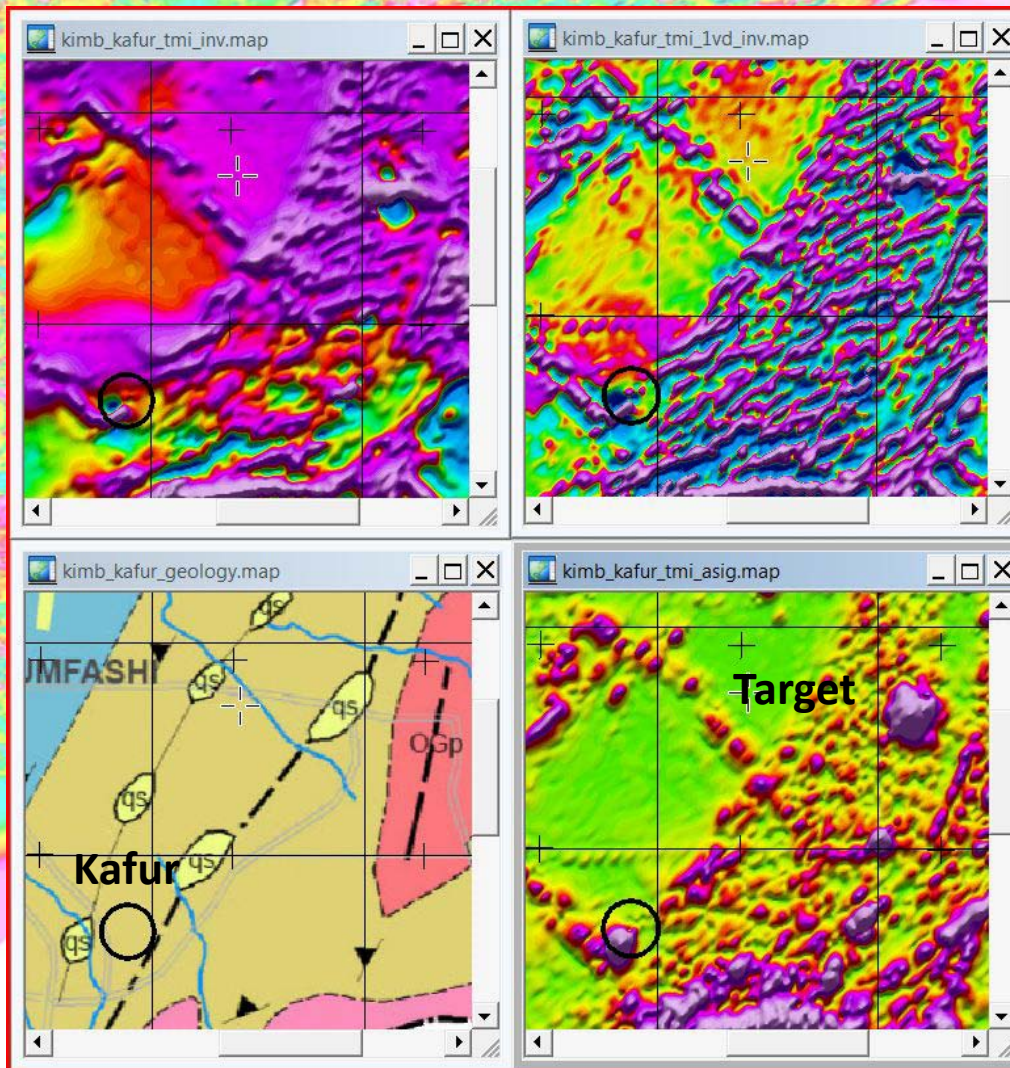 kimb_kafur_tmi_inv.map
kimb_kafur_tmi_1vd_inv.map
kimb_kafur_geology.map
UMFASHI
qs
qs
qs
OGp
qs
Kafur
qs
qs
kimb_kafur_tmi_asig.map
Target